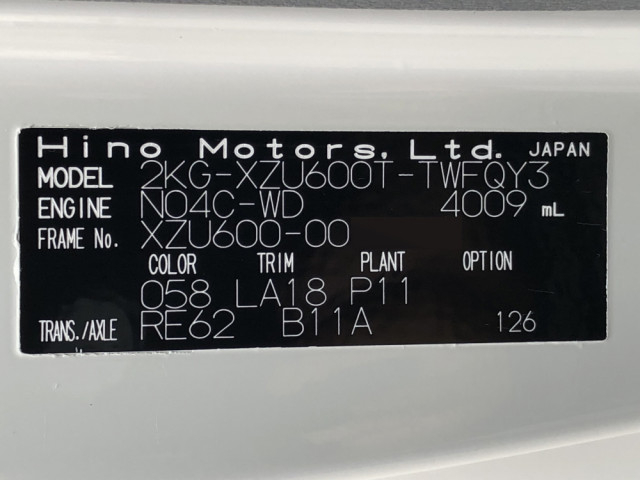 Hino Motors, Ltd. JAPAN
MODEL 2KG-XZU600T-TWFQY3
ENGINE N04C-WD 4009 mL
FRAME No. XZU600-00
COLOR TRIM PLANT OPTION
058 LA18 P11
TRANS./AXLE RE62 B11A 126